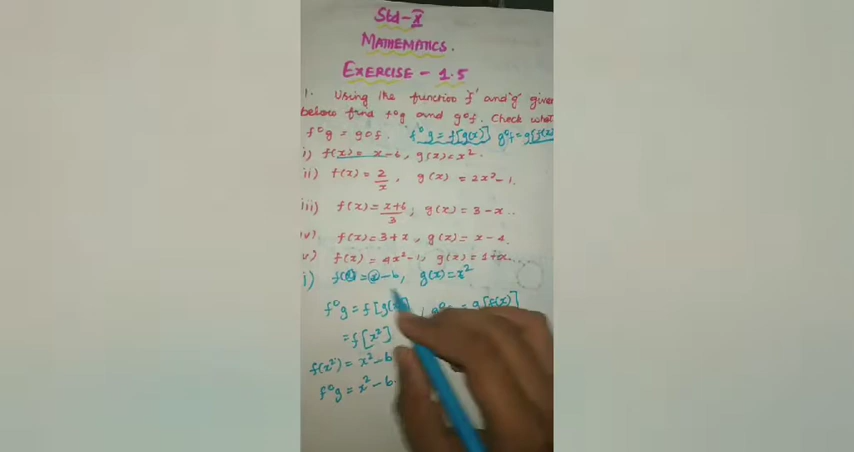 Std-X
MATHEMATICS.
EXERCISE - 1.5
1. Using the function 'f' and 'g' given
below find f°g and g°f. Check
f°g = g°f. f°g = f[g(x)] g°f = g[f(x)
i) f(x) = x-6, g(x) = x².
ii) f(x) = 2/x, g(x) = 2x²-1.
iii) f(x) = x+6/3; g(x) = 3-x..
iv) f(x) = 3+x, g(x) = x-4.
v) f(x) = 4x²-1, g(x) = 1+x.
i) f(x) = x-6, g(x) = x²
f°g = f[g(x)], = g[f(x)]
= f[x²]
f(x²) = x²-6
f°g = x²-6.